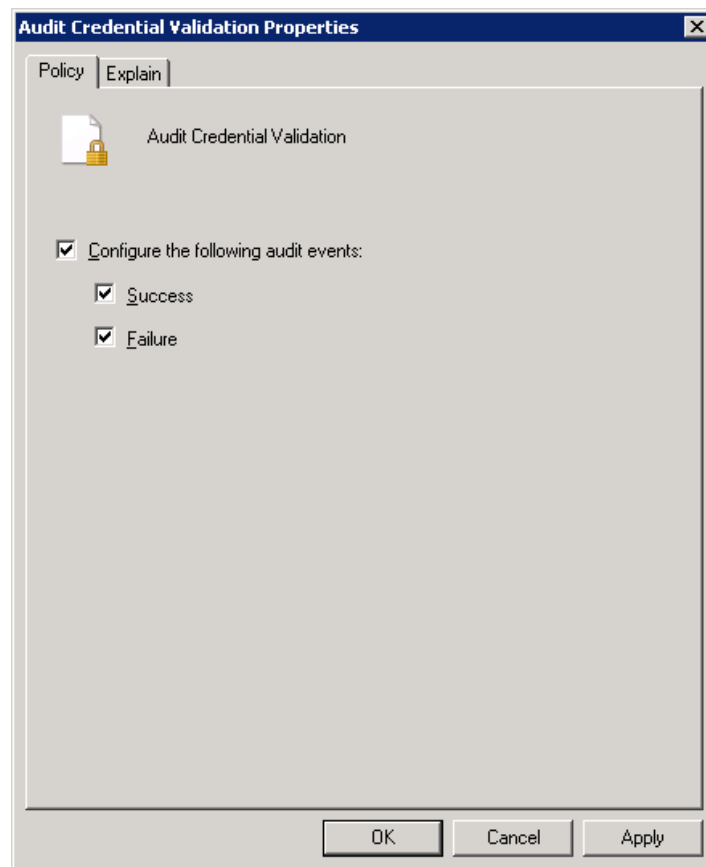 Audit Credential Validation Properties
Policy
Explain
Audit Credential Validation
Configure the following audit events:
Success
Failure
OK
Cancel
Apply